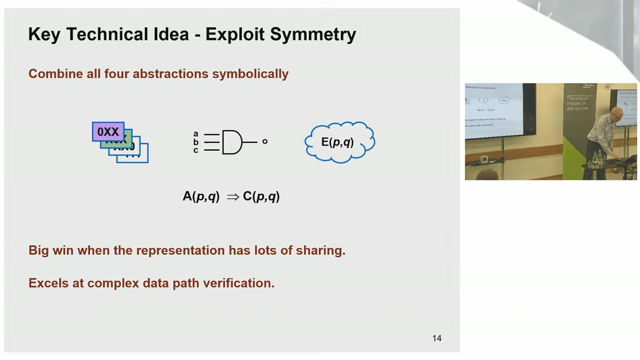 Key Technical Idea - Exploit Symmetry
Combine all four abstractions symbolically
0XX
a
b
c
o
E(p,q)
A(p,q) ⇒ C(p,q)
Big win when the representation has lots of sharing.
Excels at complex data path verification.
14